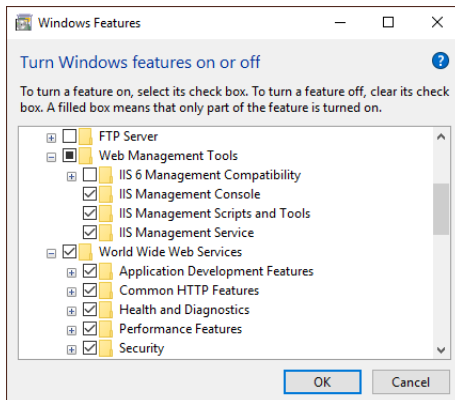 Windows Features
Turn Windows features on or off
To turn a feature on, select its check box. To turn a feature off, clear its check
box. A filled box means that only part of the feature is turned on.
FTP Server
Web Management Tools
IIS 6 Management Compatibility
IIS Management Console
IIS Management Scripts and Tools
IIS Management Service
World Wide Web Services
Application Development Features
Common HTTP Features
Health and Diagnostics
Performance Features
Security
OK Cancel